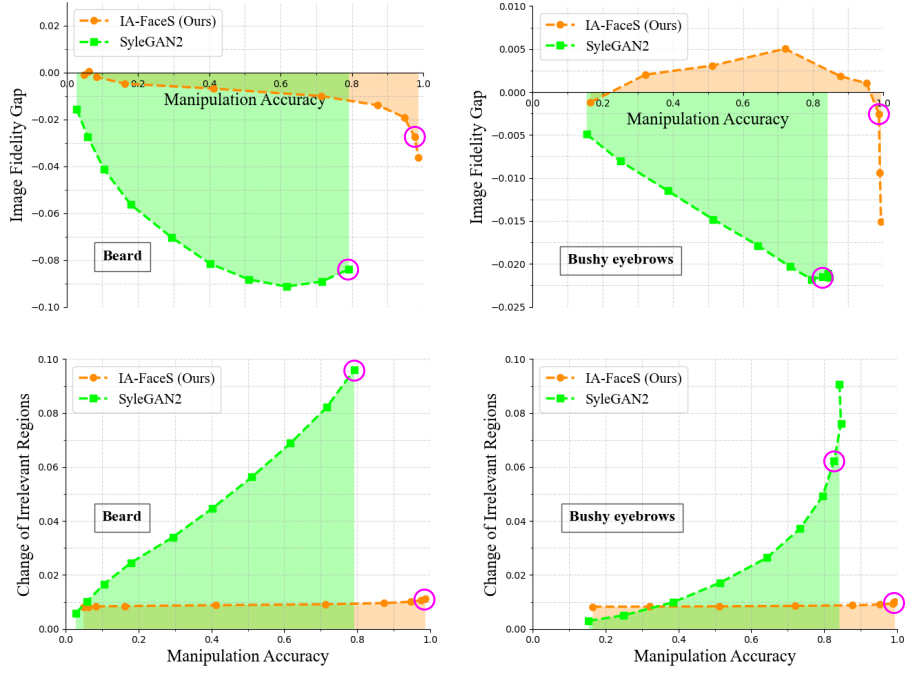 0.00
−0.02
−0.04
−0.06
−0.08
−0.10
0.0
0.2
0.4
0.6
0.8
1.0
IA-FaceS (Ours)
SyleGAN2
Manipulation Accuracy
Image Fidelity Gap
Beard
0.010
0.005
0.000
−0.005
−0.010
−0.015
−0.020
−0.025
0.0
0.2
0.4
0.6
0.8
1.0
IA-FaceS (Ours)
SyleGAN2
Manipulation Accuracy
Image Fidelity Gap
Bushy eyebrows
0.10
0.08
0.06
0.04
0.02
0.00
0.0
0.2
0.4
0.6
0.8
1.0
IA-FaceS (Ours)
SyleGAN2
Change of Irrelevant Regions
Beard
Manipulation Accuracy
0.10
0.08
0.06
0.04
0.02
0.00
0.0
0.2
0.4
0.6
0.8
1.0
IA-FaceS (Ours)
SyleGAN2
Change of Irrelevant Regions
Bushy eyebrows
Manipulation Accuracy